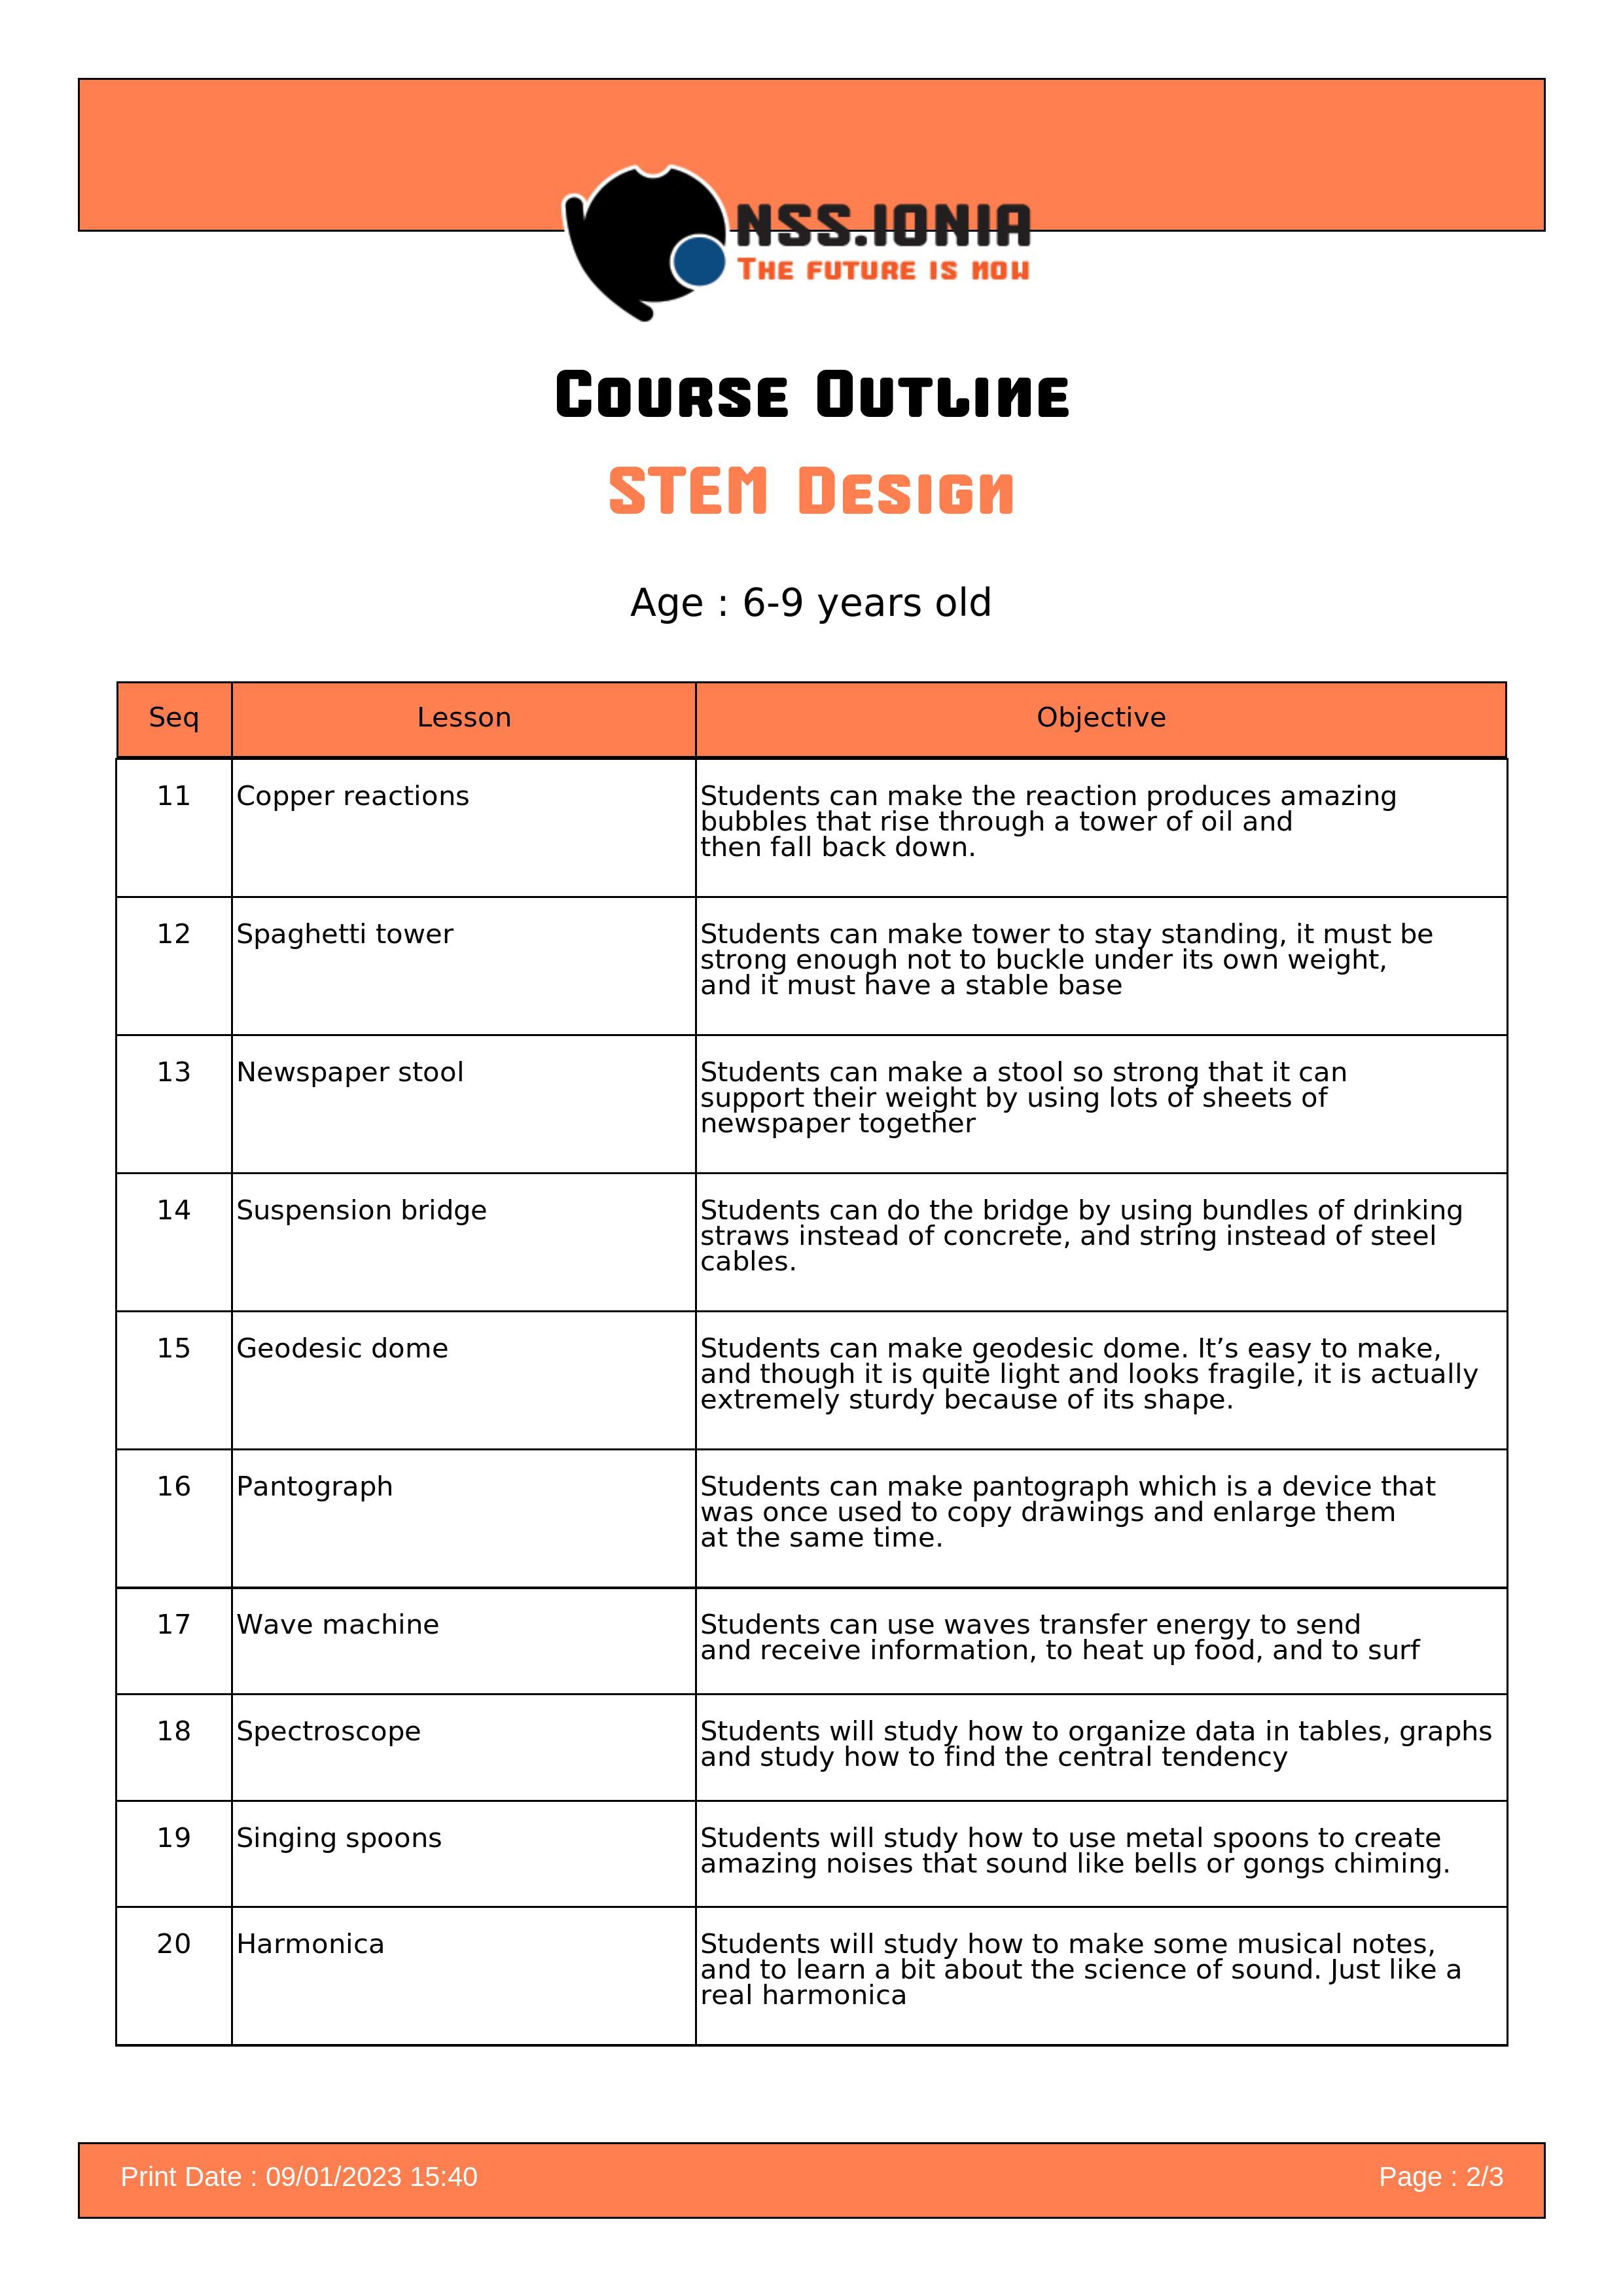 NSS.IONIA
The future is now
Course Outline
STEM Design
Age : 6-9 years old
Seq Lesson Objective
11 Copper reactions Students can make the reaction produces amazing
bubbles that rise through a tower of oil and
then fall back down.
12 Spaghetti tower Students can make tower to stay standing, it must be
strong enough not to buckle under its own weight,
and it must have a stable base
13 Newspaper stool Students can make a stool so strong that it can
support their weight by using lots of sheets of
newspaper together
14 Suspension bridge Students can do the bridge by using bundles of drinking
straws instead of concrete, and string instead of steel
cables.
15 Geodesic dome Students can make geodesic dome. It’s easy to make,
and though it is quite light and looks fragile, it is actually
extremely sturdy because of its shape.
16 Pantograph Students can make pantograph which is a device that
was once used to copy drawings and enlarge them
at the same time.
17 Wave machine Students can use waves transfer energy to send
and receive information, to heat up food, and to surf
18 Spectroscope Students will study how to organize data in tables, graphs
and study how to find the central tendency
19 Singing spoons Students will study how to use metal spoons to create
amazing noises that sound like bells or gongs chiming.
20 Harmonica Students will study how to make some musical notes,
and to learn a bit about the science of sound. Just like a
real harmonica
Print Date : 09/01/2023 15:40 Page : 2/3